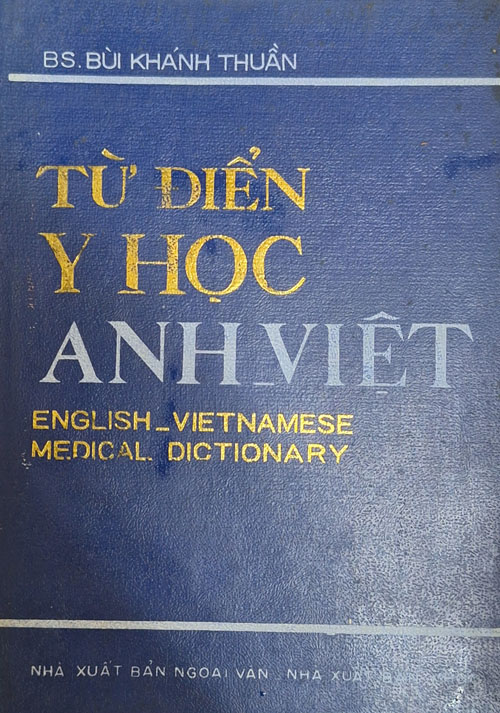 BS. BÙI KHÁNH THUẦN
TỪ ĐIỂN
Y HỌC
ANH_VIỆT
ENGLISH_VIETNAMESE
MEDICAL DICTIONARY
NHÀ XUẤT BẢN NGOẠI VĂN NHÀ XUẤT